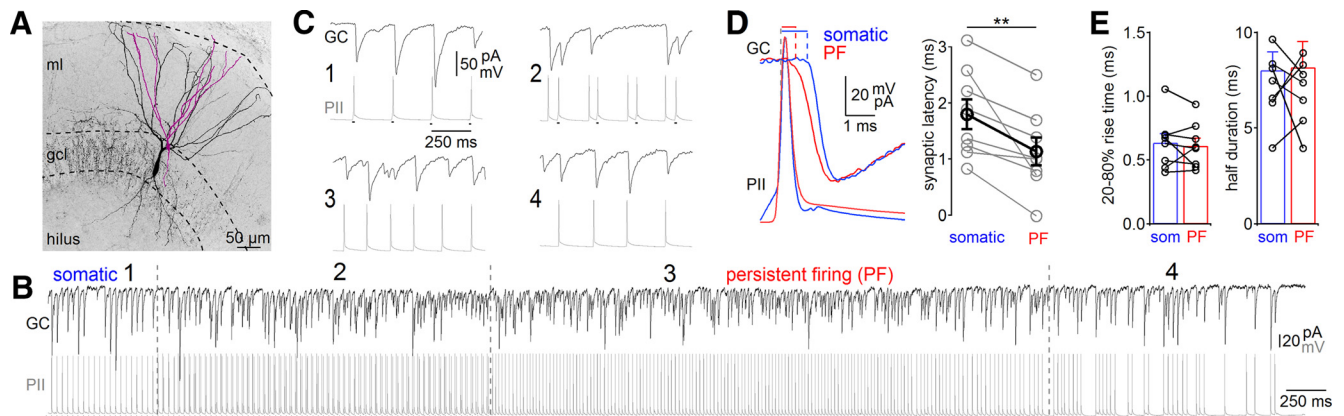 A
ml
gcl
hilus
50 µm
C
GC
1
PII
50 pA
mV
250 ms
2
3
4
D
GC
somatic
PF
20 mV
pA
1 ms
PII
**
synaptic latency (ms)
3
2
1
0
somatic PF
E
20-80% rise time (ms)
1.5
1.0
0.5
0.0
som PF
half duration (ms)
10
5
0
som PF
B
somatic 1 2 3 persistent firing (PF) 4
GC
20 pA
mV
PII
250 ms